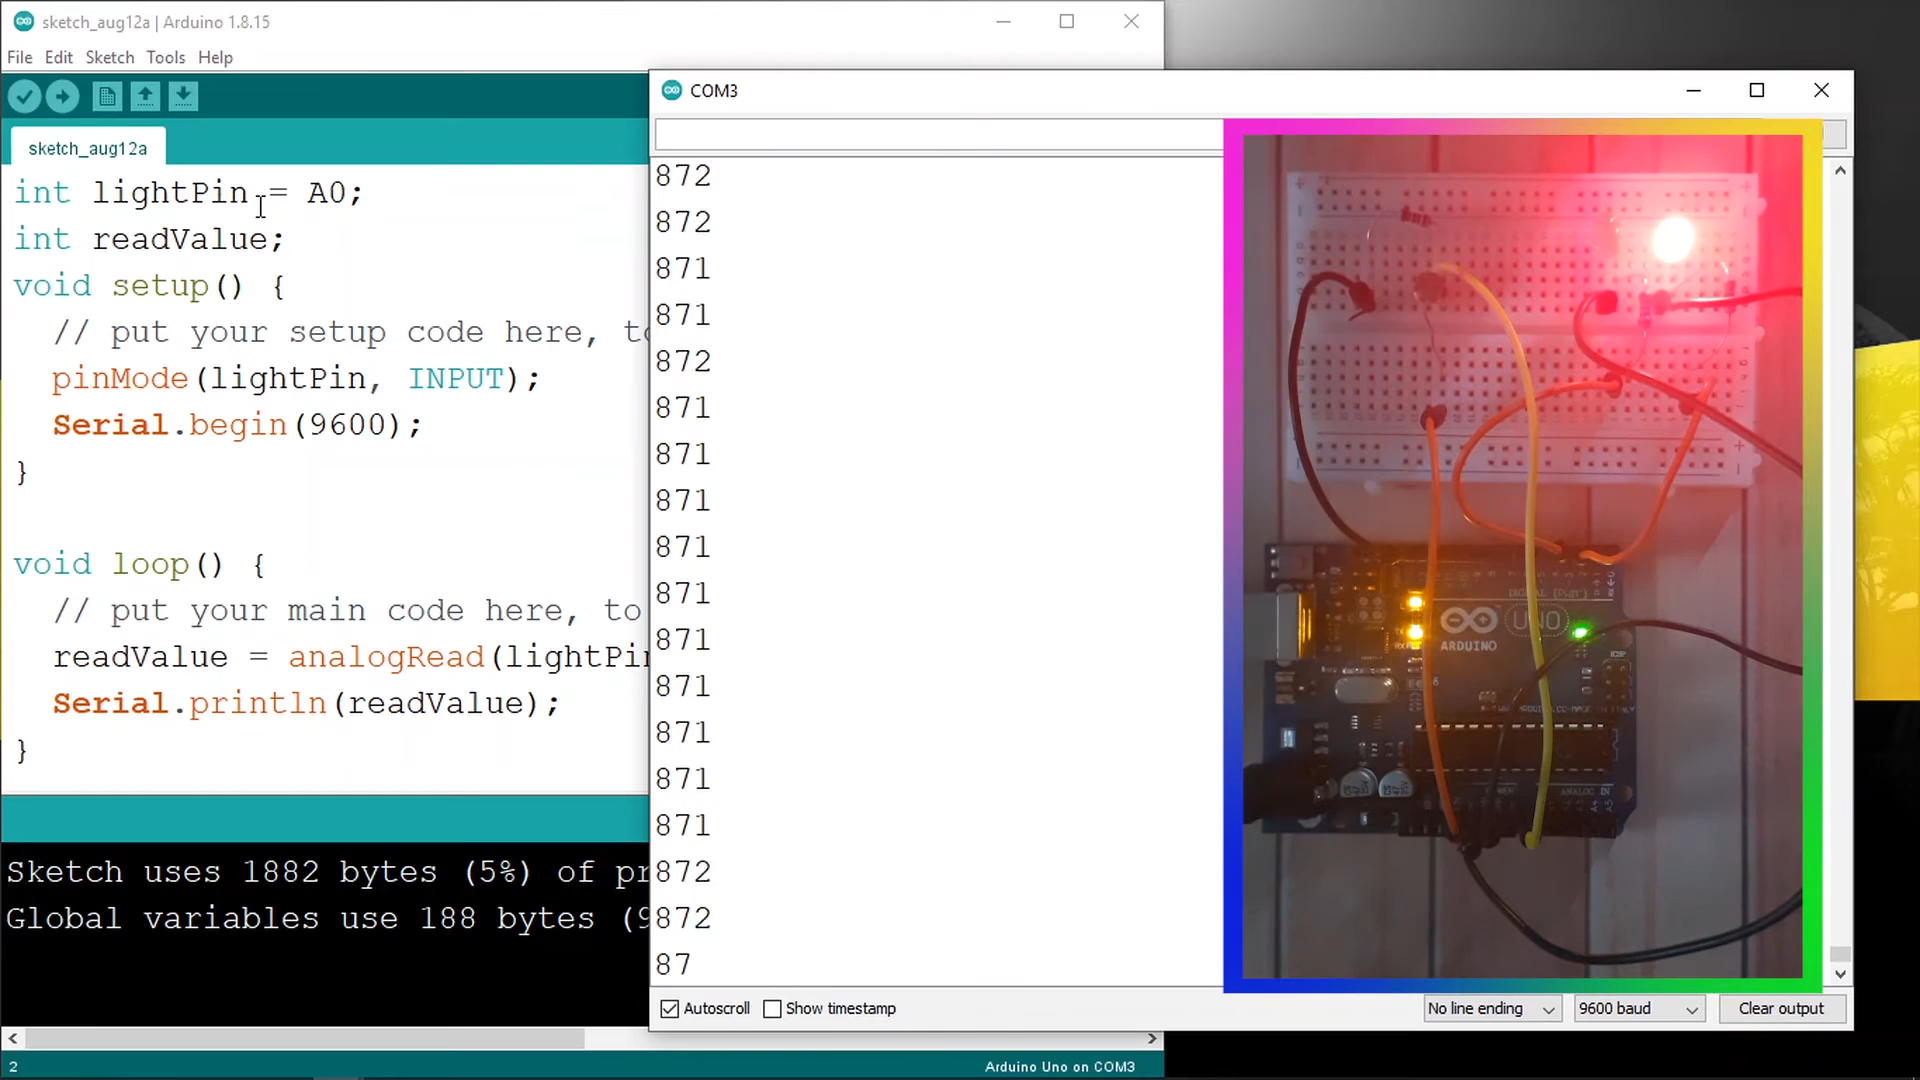 sketch_aug12a | Arduino 1.8.15
File Edit Sketch Tools Help
sketch_aug12a
int lightPin = A0;
int readValue;
void setup() {
// put your setup code here, to
pinMode(lightPin, INPUT);
Serial.begin(9600);
}
void loop() {
// put your main code here, to
readValue = analogRead(lightPin
Serial.println(readValue);
}
Sketch uses 1882 bytes (5%) of pr
Global variables use 188 bytes (9
2
Arduino Uno on COM3
COM3
872
872
871
871
872
871
871
871
871
871
871
871
871
871
871
872
872
87
Autoscroll
Show timestamp
No line ending
9600 baud
Clear output
UNO
ARDUINO
ANALOG IN